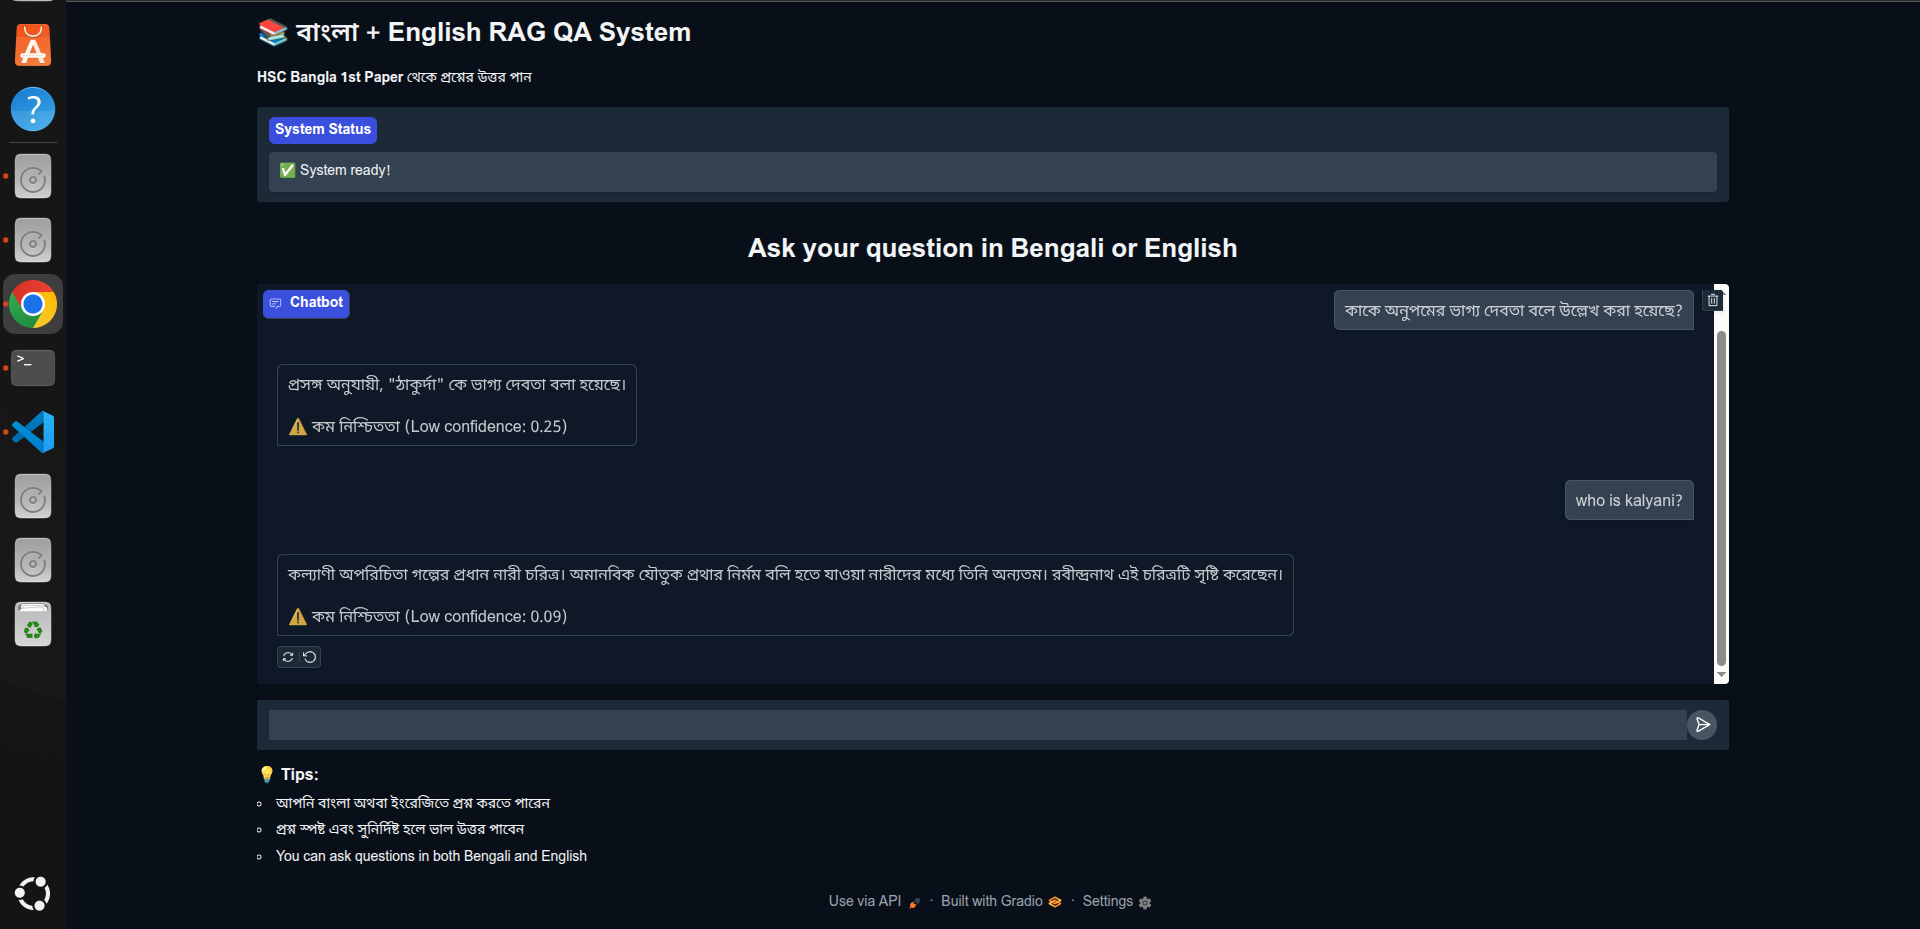 📚 বাংলা + English RAG QA System
HSC Bangla 1st Paper থেকে প্রশ্নের উত্তর পান
System Status
✅ System ready!
Ask your question in Bengali or English
Chatbot
কাকে অনুপমের ভাগ্য দেবতা বলে উল্লেখ করা হয়েছে?
প্রসঙ্গ অনুযায়ী, "ঠাকুর্দা" কে ভাগ্য দেবতা বলা হয়েছে।
⚠️ কম নিশ্চিততা (Low confidence: 0.25)
who is kalyani?
কল্যাণী অপরিচিতা গল্পের প্রধান নারী চরিত্র। অমানবিক যৌতুক প্রথার নির্মম বলি হতে যাওয়া নারীদের মধ্যে তিনি অন্যতম। রবীন্দ্রনাথ এই চরিত্রটি সৃষ্টি করেছেন।
⚠️ কম নিশ্চিততা (Low confidence: 0.09)
💡 Tips:
আপনি বাংলা অথবা ইংরেজিতে প্রশ্ন করতে পারেন
প্রশ্ন স্পষ্ট এবং সুনির্দিষ্ট হলে ভাল উত্তর পাবেন
You can ask questions in both Bengali and English
Use via API · Built with Gradio · Settings